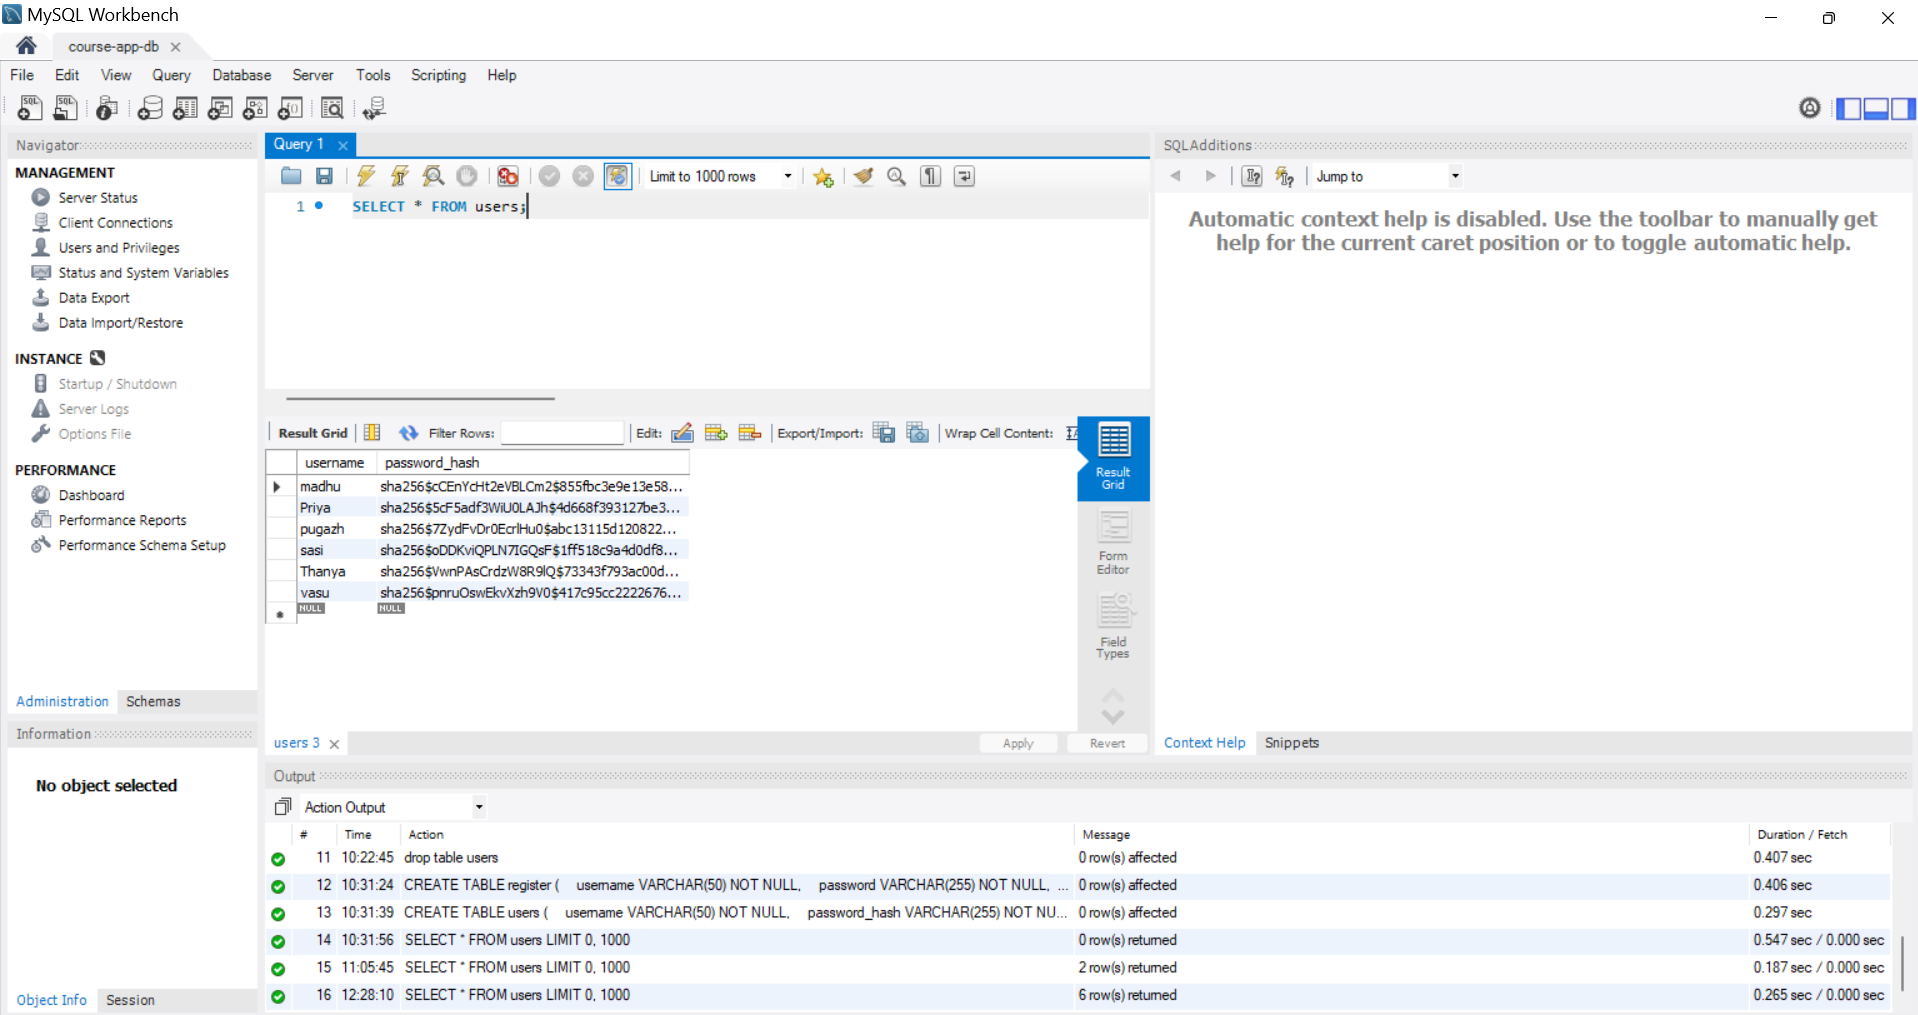 MySQL Workbench
course-app-db
File Edit View Query Database Server Tools Scripting Help
Navigator
MANAGEMENT
Server Status
Client Connections
Users and Privileges
Status and System Variables
Data Export
Data Import/Restore
INSTANCE
Startup / Shutdown
Server Logs
Options File
PERFORMANCE
Dashboard
Performance Reports
Performance Schema Setup
Administration Schemas
Information
No object selected
Object Info Session
Query 1
Limit to 1000 rows
1 SELECT * FROM users;
Result Grid Filter Rows: Edit: Export/Import: Wrap Cell Content:
username password_hash
madhu sha256$cCEnYcHt2eVBLCm2$855fbc3e9e13e58...
Priya sha256$5cF5adf3WiU0LAJh$4d668f393127be3...
pugazh sha256$7ZydFvDr0EcrlHu0$abc13115d120822...
sasi sha256$oDDKviQPLN7IGQsF$1ff518c9a4d0df8...
Thanya sha256$VwnPAsCrdzW8R9lQ$73343f793ac00d...
vasu sha256$pnruOswEkvXzh9V0$417c95cc2222676...
NULL NULL
Result Grid
Form Editor
Field Types
users 3
Apply Revert
SQLAdditions
Jump to
Automatic context help is disabled. Use the toolbar to manually get
help for the current caret position or to toggle automatic help.
Context Help Snippets
Output
Action Output
# Time Action Message Duration / Fetch
11 10:22:45 drop table users 0 row(s) affected 0.407 sec
12 10:31:24 CREATE TABLE register ( username VARCHAR(50) NOT NULL, password VARCHAR(255) NOT NULL, ... 0 row(s) affected 0.406 sec
13 10:31:39 CREATE TABLE users ( username VARCHAR(50) NOT NULL, password_hash VARCHAR(255) NOT NU... 0 row(s) affected 0.297 sec
14 10:31:56 SELECT * FROM users LIMIT 0, 1000 0 row(s) returned 0.547 sec / 0.000 sec
15 11:05:45 SELECT * FROM users LIMIT 0, 1000 2 row(s) returned 0.187 sec / 0.000 sec
16 12:28:10 SELECT * FROM users LIMIT 0, 1000 6 row(s) returned 0.265 sec / 0.000 sec